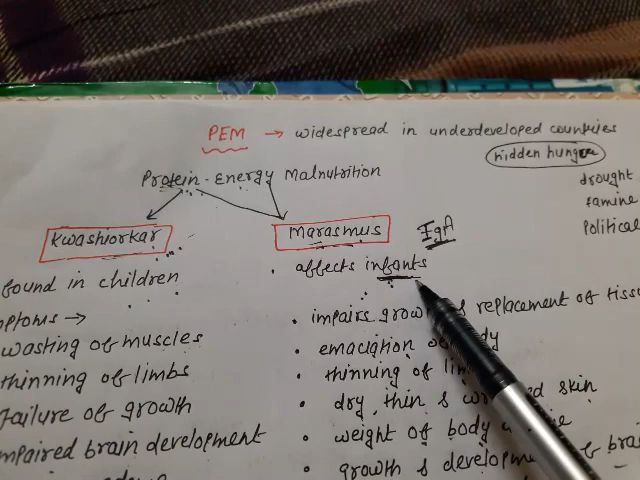 PEM → widespread in underdeveloped countries
hidden hunger
Protein-Energy Malnutrition
drought
famine
political
Kwashiorkar
Marasmus
IgA
found in children
• affects infants
→
• impairs growth replacement of
wasting of muscles
• emaciation
thinning of limbs
• thinning of
failure of growth
• dry, thin & skin
impaired brain development
• weight of body
• growth & of